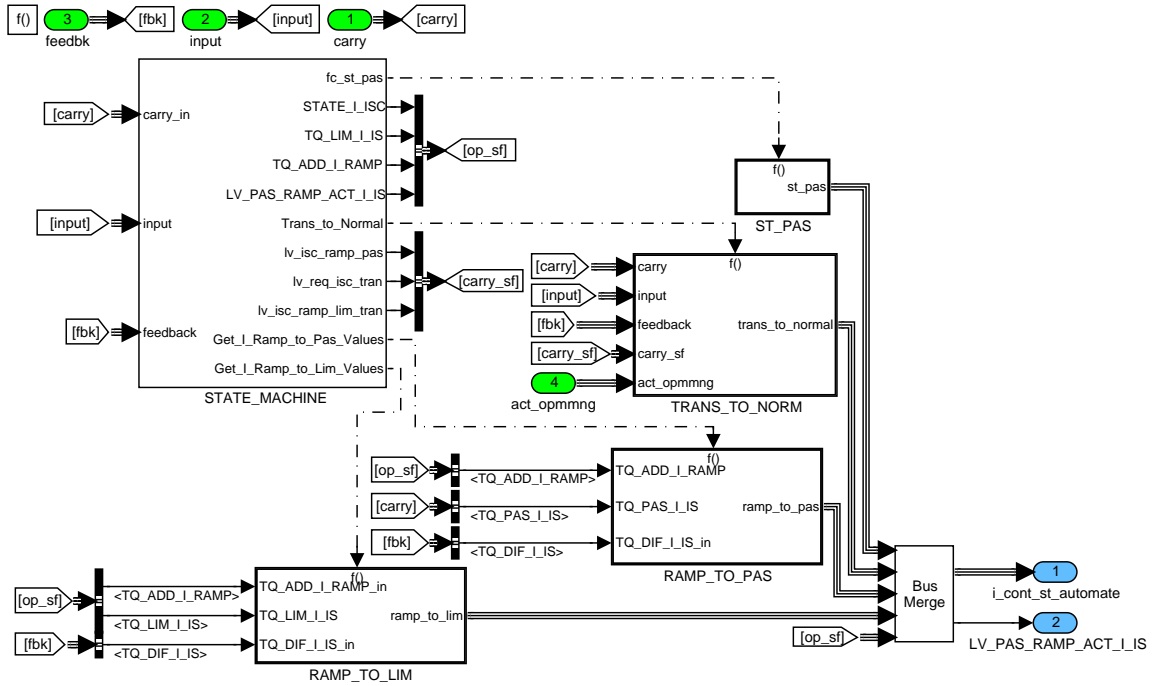 f()
3
[fbk]
feedbk
2
[input]
input
1
[carry]
carry
fc_st_pas
STATE_I_ISC
TQ_LIM_I_IS
TQ_ADD_I_RAMP
LV_PAS_RAMP_ACT_I_IS
Trans_to_Normal
lv_isc_ramp_pas
lv_req_isc_tran
lv_isc_ramp_lim_tran
Get_I_Ramp_to_Pas_Values
Get_I_Ramp_to_Lim_Values
[carry]
carry_in
[input]
input
[fbk]
feedback
STATE_MACHINE
[op_sf]
[carry_sf]
f()
st_pas
ST_PAS
f()
[carry]
carry
[input]
input
[fbk]
feedback
trans_to_normal
[carry_sf]
carry_sf
4
act_opmmng
act_opmmng
TRANS_TO_NORM
f()
[op_sf]
<TQ_ADD_I_RAMP>
TQ_ADD_I_RAMP
[carry]
<TQ_PAS_I_IS>
TQ_PAS_I_IS
ramp_to_pas
[fbk]
<TQ_DIF_I_IS>
TQ_DIF_I_IS_in
RAMP_TO_PAS
f()
[op_sf]
<TQ_ADD_I_RAMP>
TQ_ADD_I_RAMP_in
<TQ_LIM_I_IS>
TQ_LIM_I_IS
ramp_to_lim
[fbk]
<TQ_DIF_I_IS>
TQ_DIF_I_IS_in
RAMP_TO_LIM
[op_sf]
Bus
Merge
1
i_cont_st_automate
2
LV_PAS_RAMP_ACT_I_IS